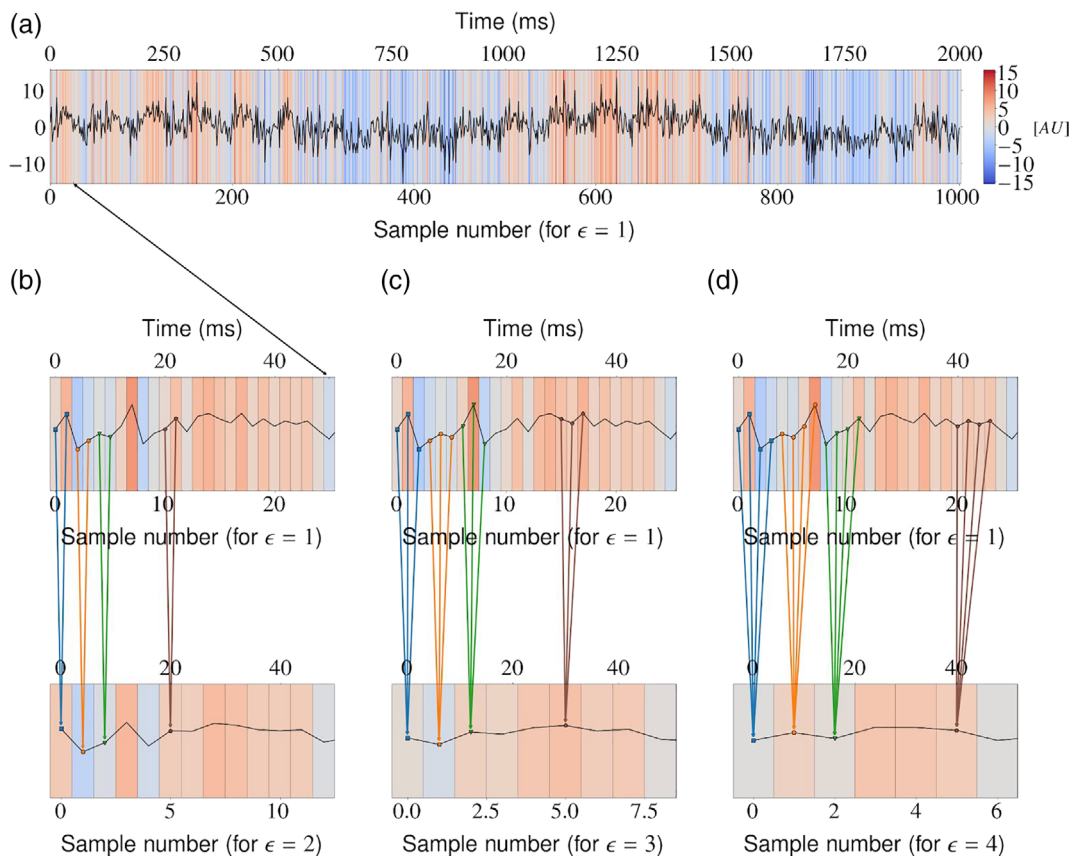 (a)
Time (ms)
0 250 500 750 1000 1250 1500 1750 2000
10
0
−10
15
10
5
0
−5
−10
−15
[AU]
0 200 400 600 800 1000
Sample number (for ϵ = 1)
(b) (c) (d)
Time (ms) Time (ms) Time (ms)
0 20 40 0 20 40 0 20 40
0 10 20 0 10 20 0 10 20
Sample number (for ϵ = 1) Sample number (for ϵ = 1) Sample number (for ϵ = 1)
0 20 40 0 20 40 0 20 40
0 5 10 0.0 2.5 5.0 7.5 0 2 4 6
Sample number (for ϵ = 2) Sample number (for ϵ = 3) Sample number (for ϵ = 4)